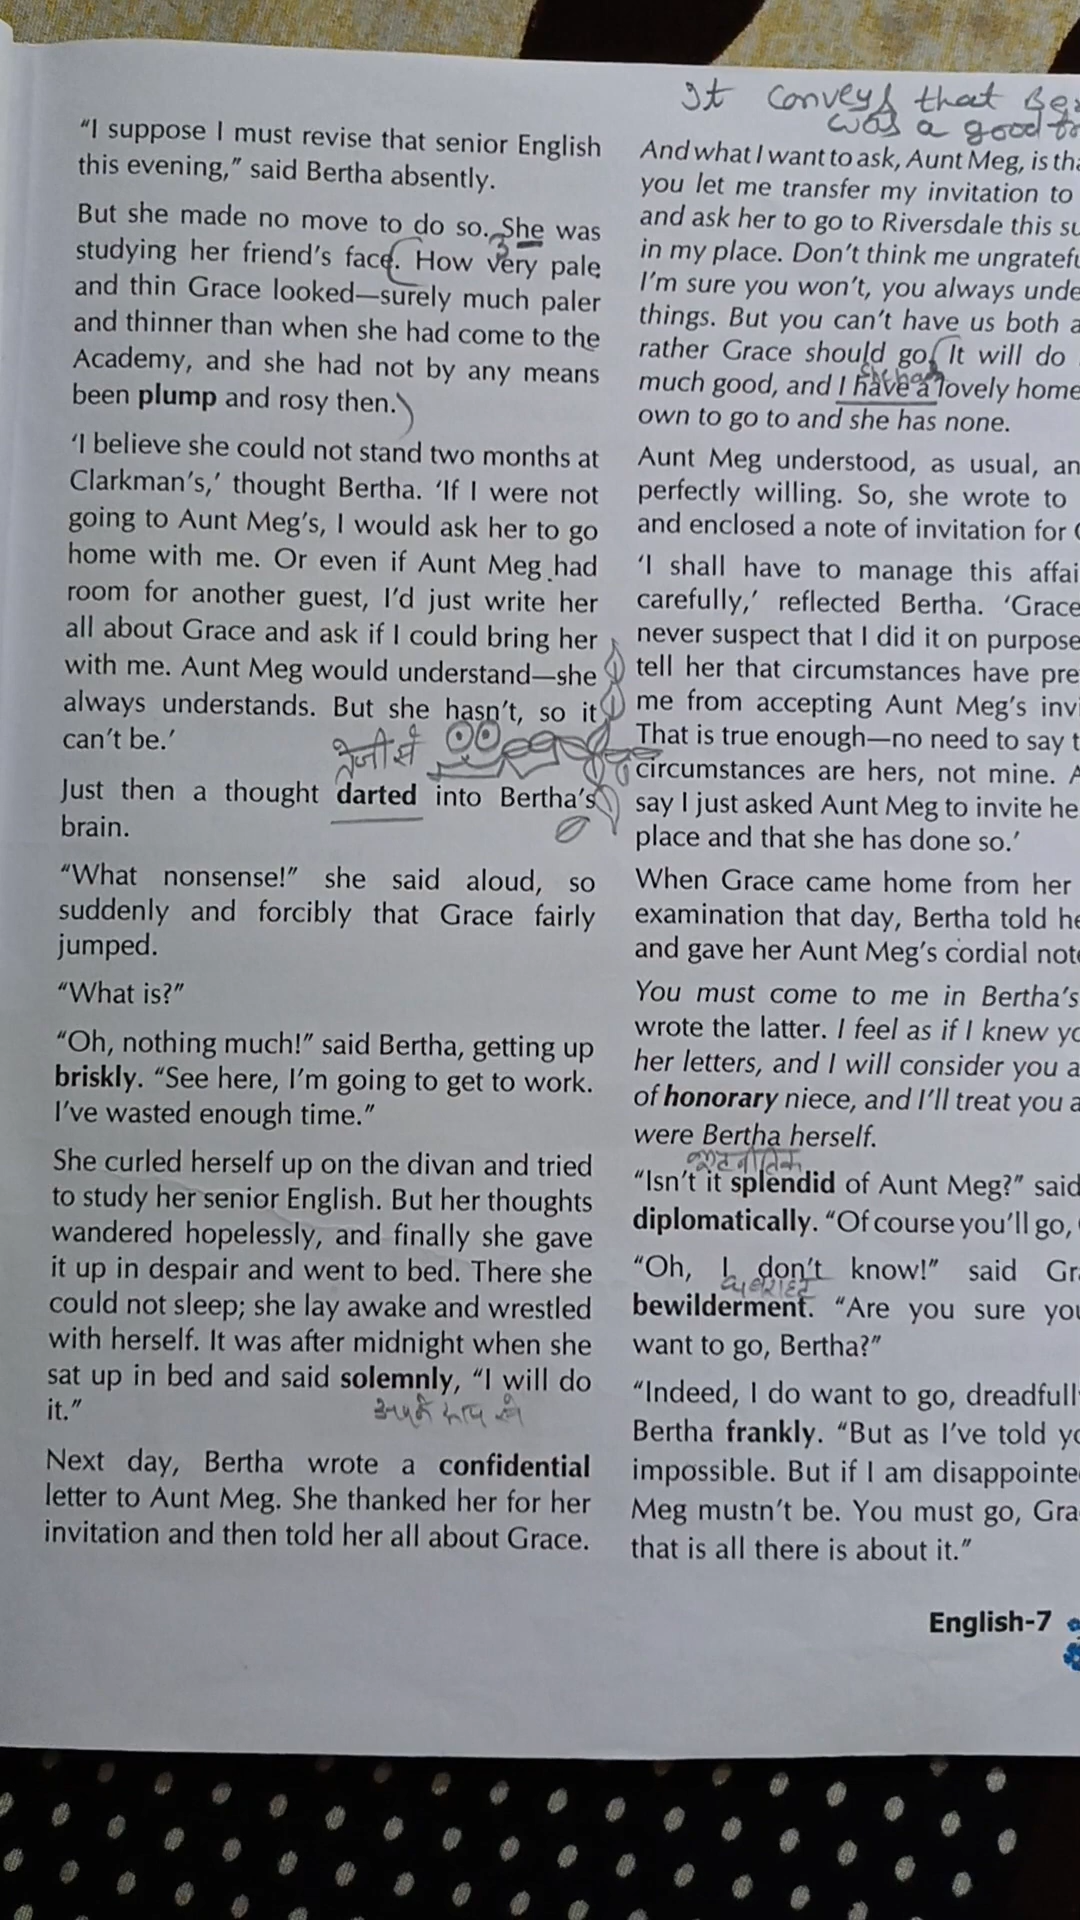 "I suppose I must revise that senior English
this evening," said Bertha absently.
But she made no move to do so. She was
studying her friend's face. How very pale
and thin Grace looked—surely much paler
and thinner than when she had come to the
Academy, and she had not by any means
been plump and rosy then.
'I believe she could not stand two months at
Clarkman's,' thought Bertha. 'If I were not
going to Aunt Meg's, I would ask her to go
home with me. Or even if Aunt Meg had
room for another guest, I'd just write her
all about Grace and ask if I could bring her
with me. Aunt Meg would understand—she
always understands. But she hasn't, so it
can't be.'
Just then a thought darted into Bertha's
brain.
"What nonsense!" she said aloud, so
suddenly and forcibly that Grace fairly
jumped.
"What is?"
"Oh, nothing much!" said Bertha, getting up
briskly. "See here, I'm going to get to work.
I've wasted enough time."
She curled herself up on the divan and tried
to study her senior English. But her thoughts
wandered hopelessly, and finally she gave
it up in despair and went to bed. There she
could not sleep; she lay awake and wrestled
with herself. It was after midnight when she
sat up in bed and said solemnly, "I will do
it."
Next day, Bertha wrote a confidential
letter to Aunt Meg. She thanked her for her
invitation and then told her all about Grace.
It conveys that
was a good
And what I want to ask, Aunt Meg, is
you let me transfer my invitation to
and ask her to go to Riversdale this
in my place. Don't think me
I'm sure you won't, you always
things. But you can't have us both
rather Grace should go. It will do
much good, and I have a lovely home
own to go to and she has none.
Aunt Meg understood, as usual,
perfectly willing. So, she wrote to
and enclosed a note of invitation for
'I shall have to manage this
carefully,' reflected Bertha. 'Grace
never suspect that I did it on purpose
tell her that circumstances have
me from accepting Aunt Meg's
That is true enough—no need to say
circumstances are hers, not mine.
say I just asked Aunt Meg to invite
place and that she has done so.'
When Grace came home from her
examination that day, Bertha told
and gave her Aunt Meg's cordial
You must come to me in Bertha's
wrote the latter. I feel as if I knew
her letters, and I will consider you
of honorary niece, and I'll treat you
were Bertha herself.
"Isn't it splendid of Aunt Meg?" said
diplomatically. "Of course you'll go,
"Oh, I don't know!" said
bewilderment. "Are you sure
want to go, Bertha?"
"Indeed, I do want to go,
Bertha frankly. "But as I've told
impossible. But if I am
Meg mustn't be. You must go,
that is all there is about it."
English-7